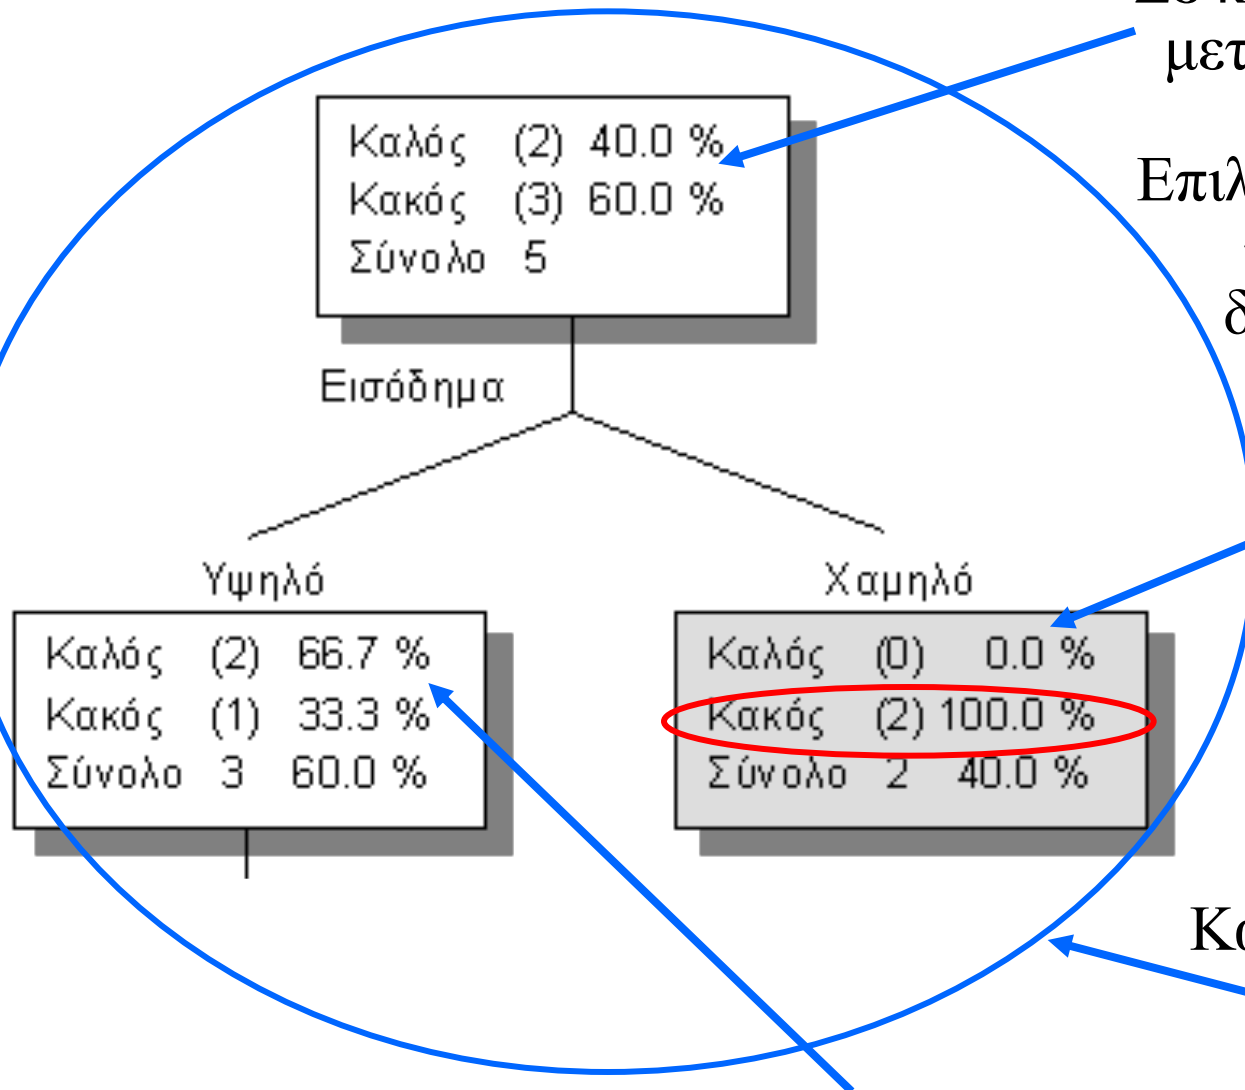 μετ
Καλός (2) 40.0 %
Κακός (3) 60.0 %
Σύνολο 5
Επιλ
δ
Εισόδημα
Υψηλό
Χαμηλό
Καλός (2) 66.7 %
Κακός (1) 33.3 %
Σύνολο 3 60.0 %
Καλός (0) 0.0 %
Κακός (2) 100.0 %
Σύνολο 2 40.0 %